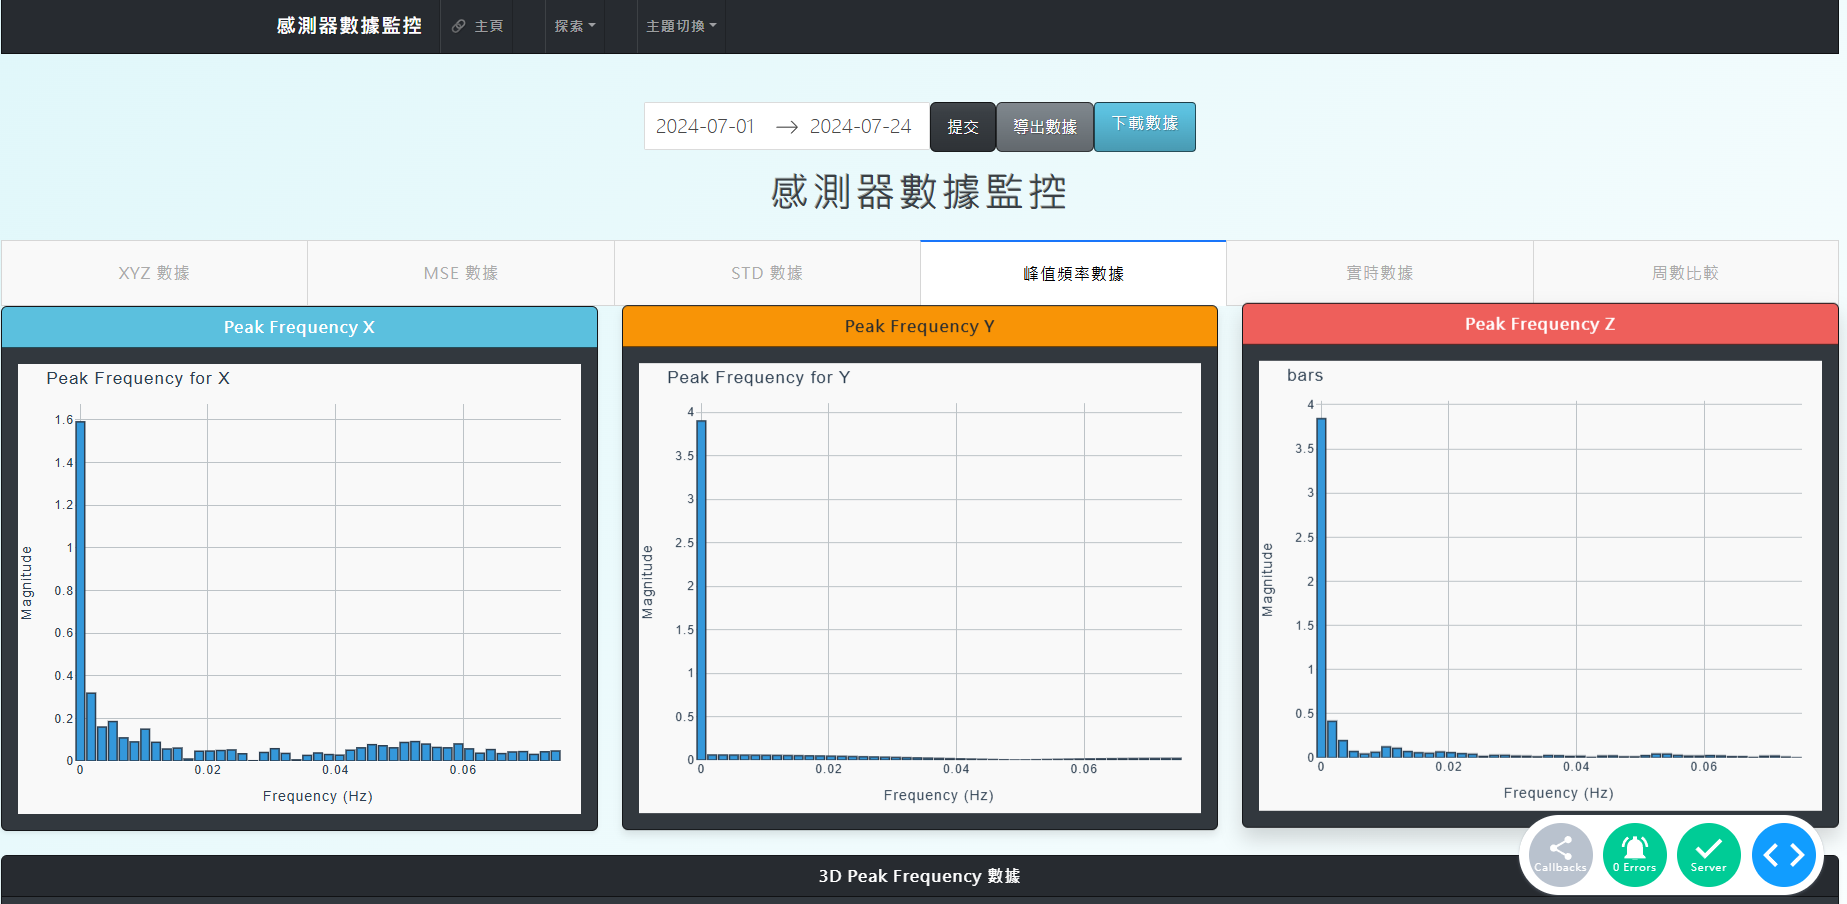 感測器數據監控 主頁 探索 主題切換
2024-07-01 → 2024-07-24 提交 導出數據 下載數據
感測器數據監控
XYZ 數據 MSE 數據 STD 數據 峰值頻率數據 實時數據 周數比較
Peak Frequency X
Peak Frequency for X
1.6
1.4
1.2
1
0.8
0.6
0.4
0.2
0
Magnitude
0 0.02 0.04 0.06
Frequency (Hz)
Peak Frequency Y
Peak Frequency for Y
4
3.5
3
2.5
2
1.5
1
0.5
0
Magnitude
0 0.02 0.04 0.06
Frequency (Hz)
Peak Frequency Z
bars
4
3.5
3
2.5
2
1.5
1
0.5
0
Magnitude
0 0.02 0.04 0.06
Frequency (Hz)
3D Peak Frequency 數據
Callbacks 0 Errors Server